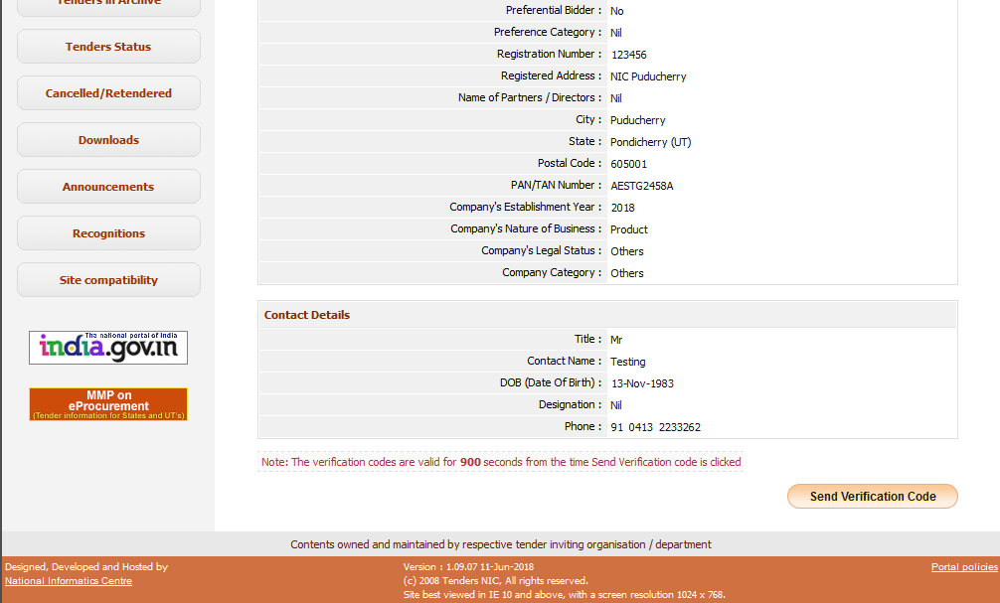 Tenders in Archive
Tenders Status
Cancelled/Retendered
Downloads
Announcements
Recognitions
Site compatibility
The national portal of India
india.gov.in
MMP on
eProcurement
(Tender information for States and UT's)
Preferential Bidder : No
Preference Category : Nil
Registration Number : 123456
Registered Address : NIC Puducherry
Name of Partners / Directors : Nil
City : Puducherry
State : Pondicherry (UT)
Postal Code : 605001
PAN/TAN Number : AESTG2458A
Company's Establishment Year : 2018
Company's Nature of Business : Product
Company's Legal Status : Others
Company Category : Others
Contact Details
Title : Mr
Contact Name : Testing
DOB (Date Of Birth) : 13-Nov-1983
Designation : Nil
Phone : 91 0413 2233262
Note: The verification codes are valid for 900 seconds from the time Send Verification code is clicked
Send Verification Code
Contents owned and maintained by respective tender inviting organisation / department
Designed, Developed and Hosted by
National Informatics Centre
Version : 1.09.07 11-Jun-2018
(c) 2008 Tenders NIC, All rights reserved.
Site best viewed in IE 10 and above, with a screen resolution 1024 x 768.
Portal policies